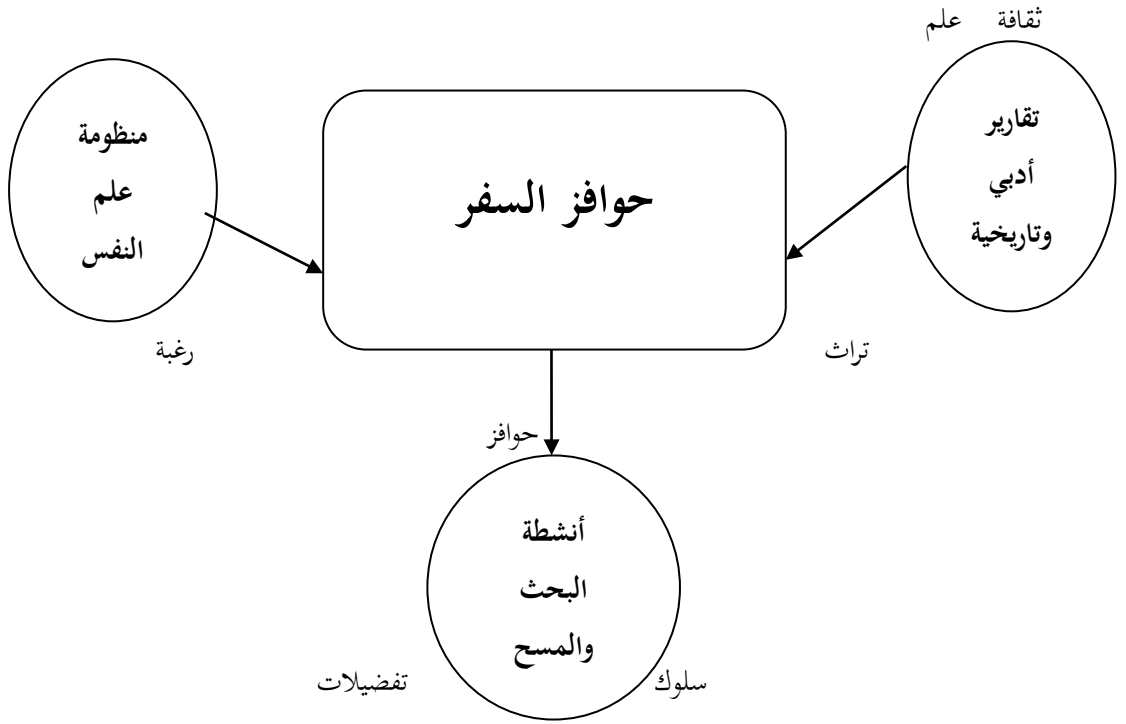 ثقافة علم
تقارير
أدبي
وتاريخية
منظومة
علم
النفس
حوافز السفر
تراث
رغبة
حوافز
أنشطة
البحث
والمسح
سلوك
تفضيلات